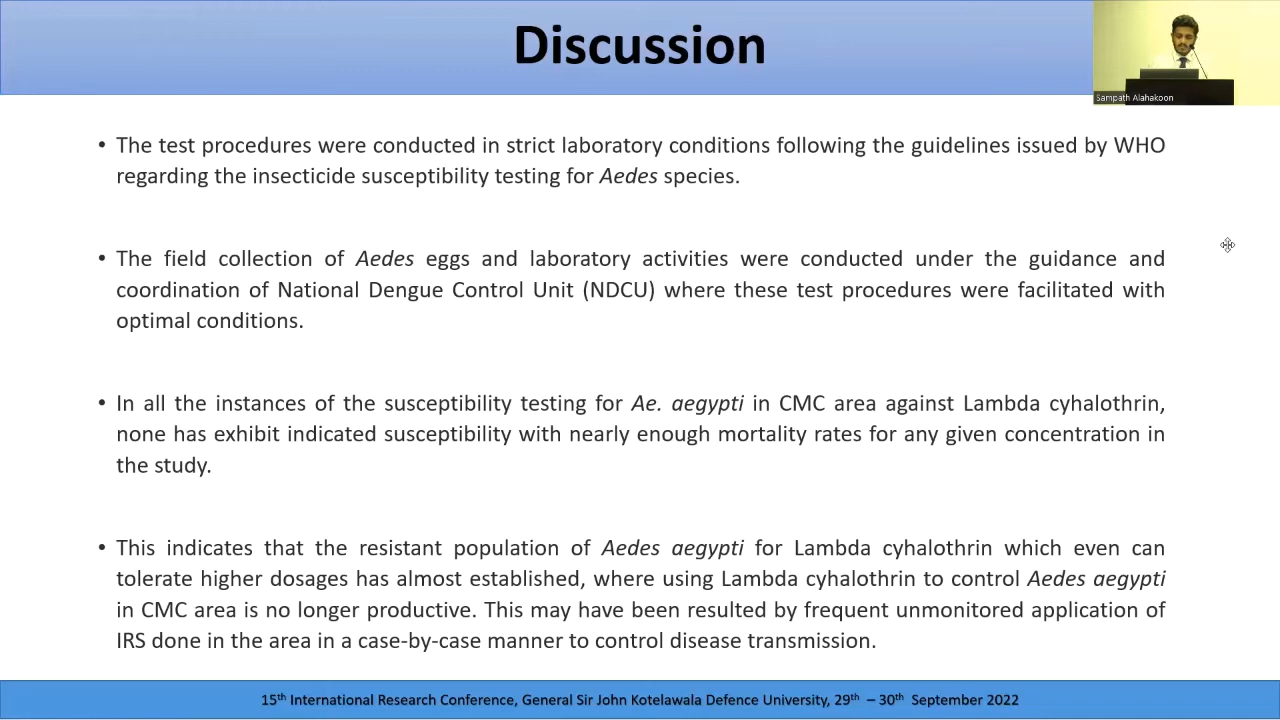 Discussion
Sampath Alahakoon
• The test procedures were conducted in strict laboratory conditions following the guidelines issued by WHO
regarding the insecticide susceptibility testing for Aedes species.
• The field collection of Aedes eggs and laboratory activities were conducted under the guidance and
coordination of National Dengue Control Unit (NDCU) where these test procedures were facilitated with
optimal conditions.
• In all the instances of the susceptibility testing for Ae. aegypti in CMC area against Lambda cyhalothrin,
none has exhibit indicated susceptibility with nearly enough mortality rates for any given concentration in
the study.
• This indicates that the resistant population of Aedes aegypti for Lambda cyhalothrin which even can
tolerate higher dosages has almost established, where using Lambda cyhalothrin to control Aedes aegypti
in CMC area is no longer productive. This may have been resulted by frequent unmonitored application of
IRS done in the area in a case-by-case manner to control disease transmission.
15th International Research Conference, General Sir John Kotelawala Defence University, 29th – 30th September 2022